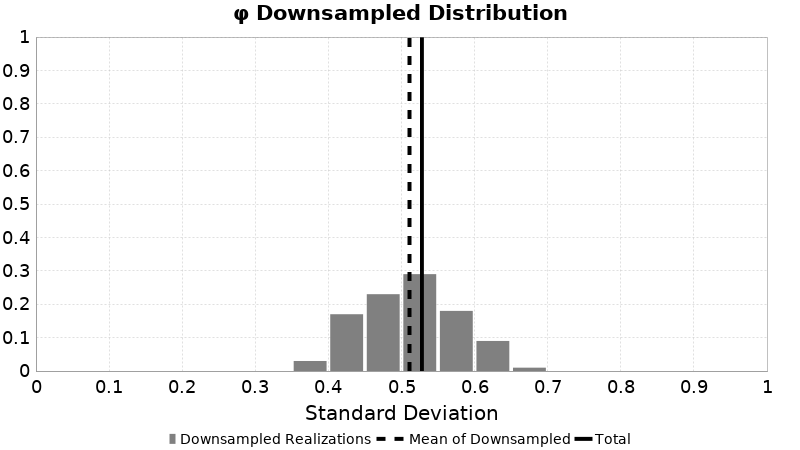 φ Downsampled Distribution
1
0.9
0.8
0.7
0.6
0.5
0.4
0.3
0.2
0.1
0
0 0.1 0.2 0.3 0.4 0.5 0.6 0.7 0.8 0.9 1
Standard Deviation
Downsampled Realizations Mean of Downsampled Total